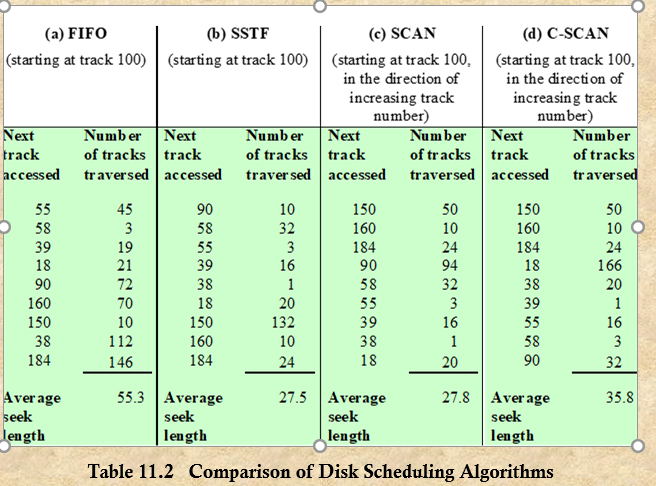 (a) FIFO (b) SSTF (c) SCAN (d) C-SCAN
(starting at track 100) (starting at track 100) (starting at track 100, (starting at track 100,
in the direction of in the direction of
increasing track increasing track
number) number)
Next Number Next Number Next Number Next Number
track of tracks track of tracks track of tracks track of tracks
accessed traversed accessed traversed accessed traversed accessed traversed
55 45 90 10 150 50 150 50
58 3 58 32 160 10 160 10
39 19 55 3 184 24 184 24
18 21 39 16 90 94 18 166
90 72 38 1 58 32 38 20
160 70 18 20 55 3 39 1
150 10 150 132 39 16 55 16
38 112 160 10 38 1 58 3
184 146 184 24 18 20 90 32
Average 55.3 Average 27.5 Average 27.8 Average 35.8
seek seek seek seek
length length length length
Table 11.2 Comparison of Disk Scheduling Algorithms